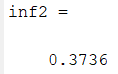 inf2 =
0.3736